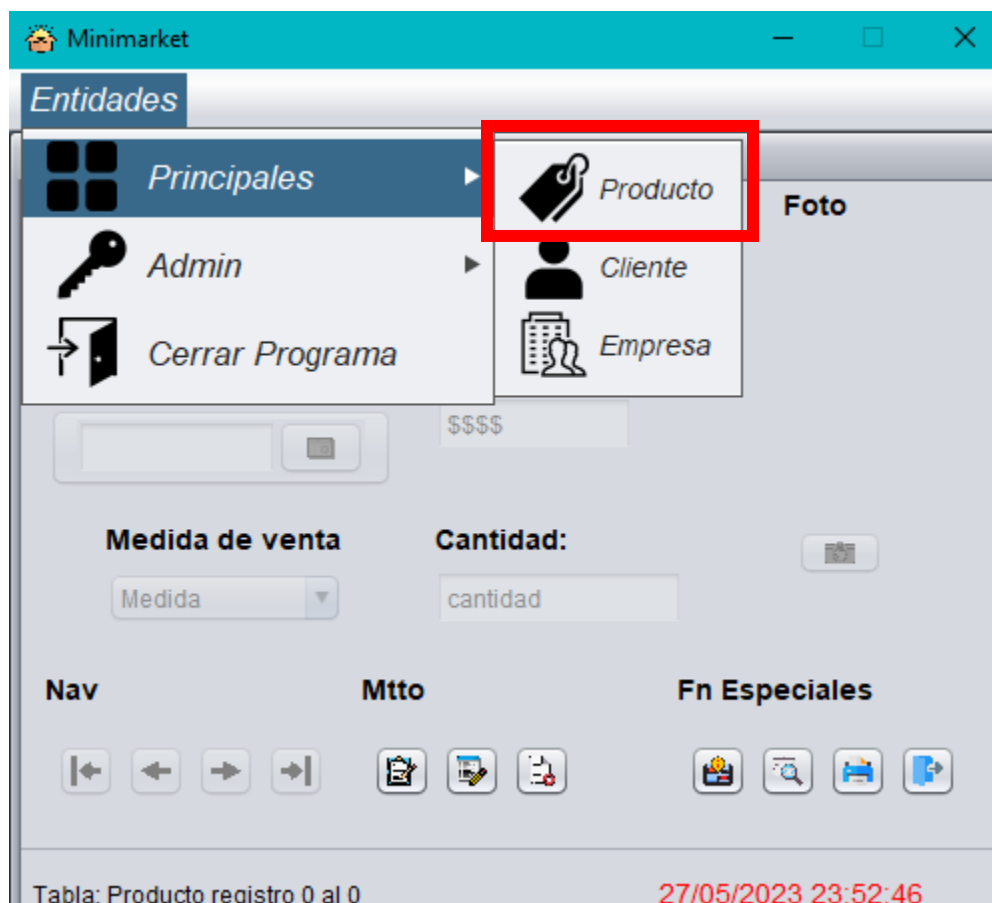 Minimarket
Entidades
Principales
Producto
Foto
Admin
Cliente
Cerrar Programa
Empresa
$$$$
Medida de venta
Cantidad:
Medida
cantidad
Nav
Mtto
Fn Especiales
Tabla: Producto registro 0 al 0
27/05/2023 23:52:46